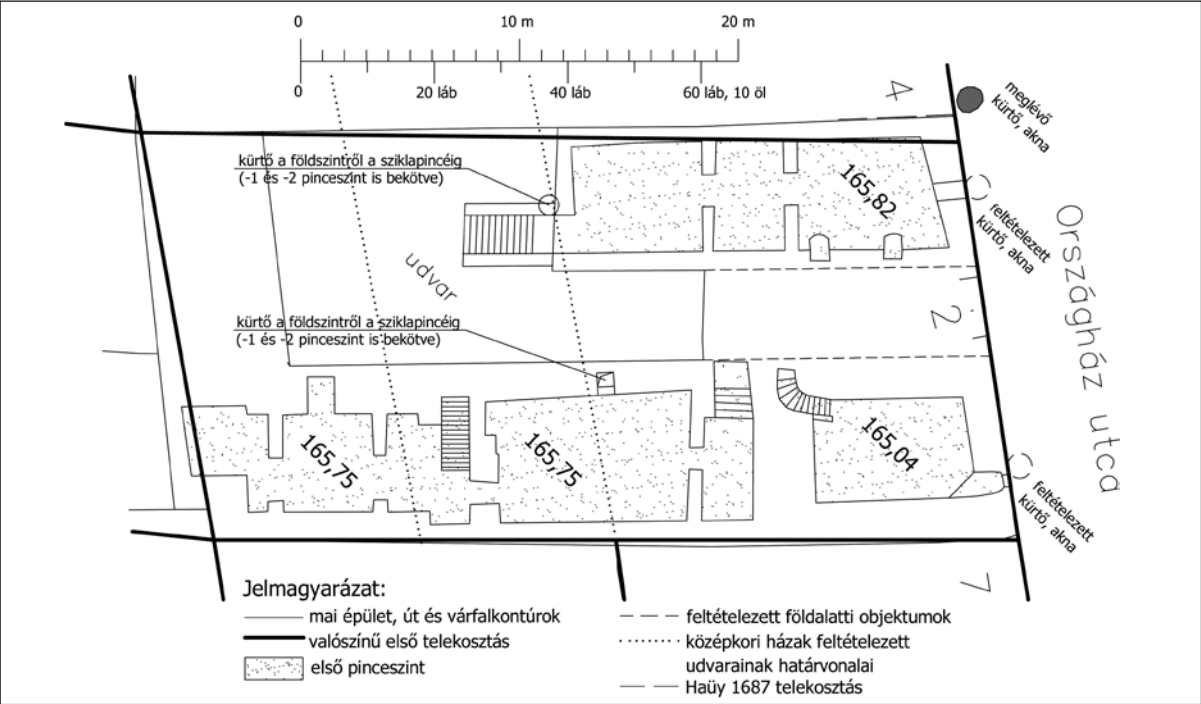 0
10 m
20 m
0
20 láb
40 láb
60 láb, 10 öl
4
meglévő
kürtő, akna
kürtő a földszintről a sziklapincéig
(-1 és -2 pinceszint is bekötve)
165,82
feltételezett
kürtő, akna
Országház utca
udvar
2
kürtő a földszintről a sziklapincéig
(-1 és -2 pinceszint is bekötve)
165,75
165,75
165,04
feltételezett
kürtő, akna
7
Jelmagyarázat:
mai épület, út és várfalkontúrok
valószínű első telekosztás
első pinceszint
feltételezett földalatti objektumok
középkori házak feltételezett
udvarainak határvonalai
Haüy 1687 telekosztás